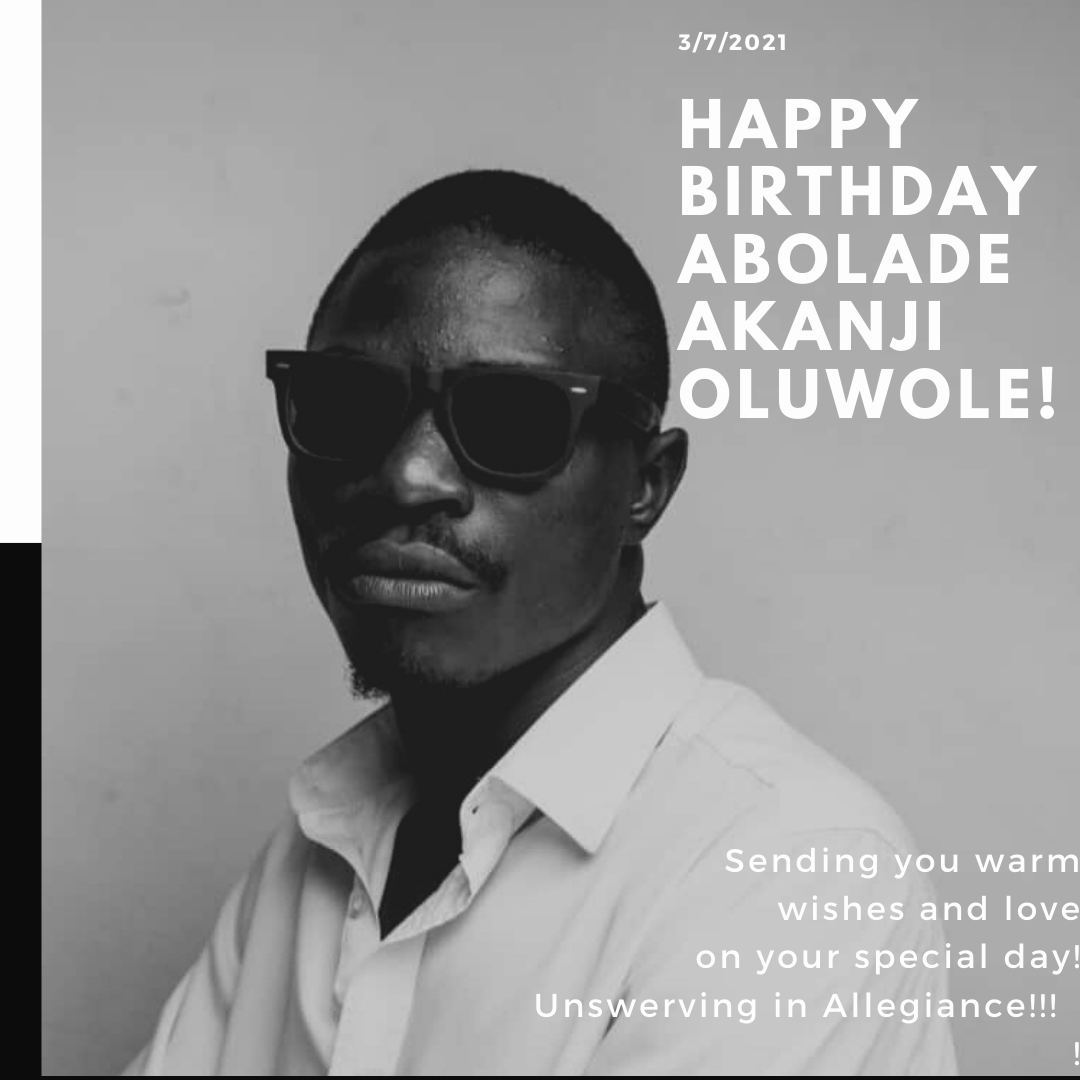 3/7/2021
HAPPY
BIRTHDAY
ABOLADE
AKANJI
OLUWOLE!
Sending you warm
wishes and love
on your special day!
Unswerving in Allegiance!!!
!